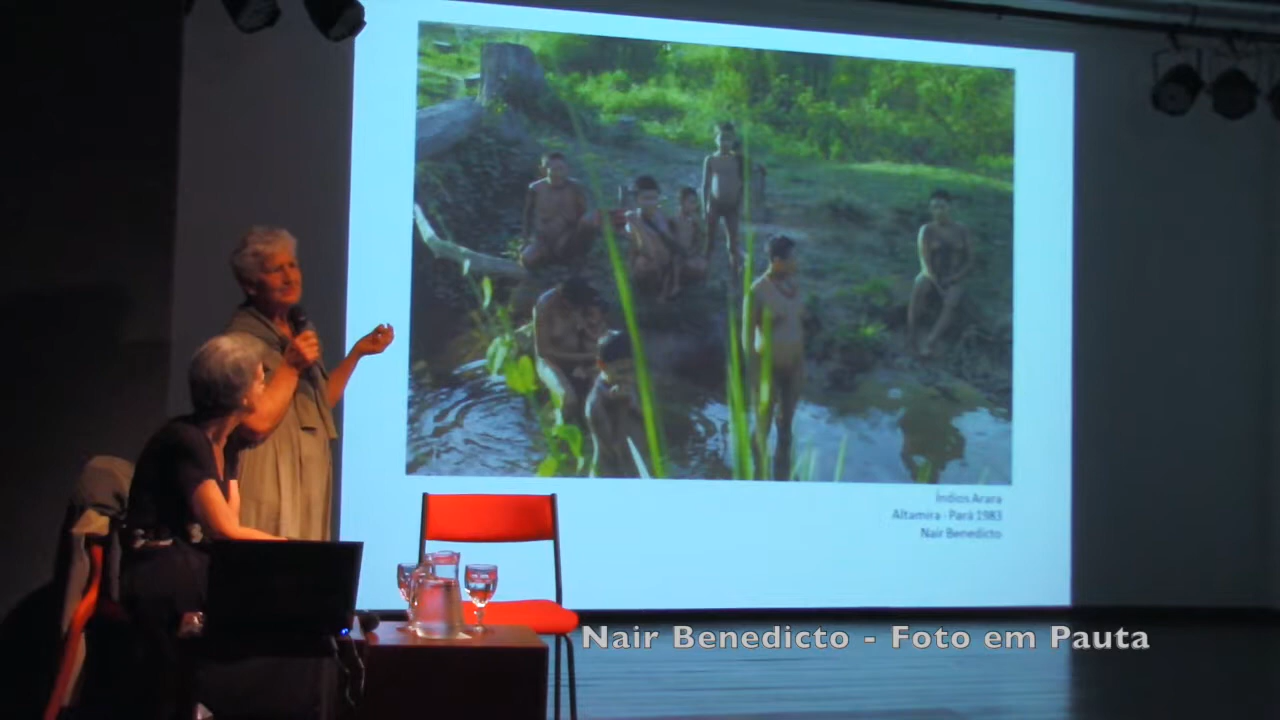 Índios Arara
Altamira - Pará 1983
Nair Benedicto
Nair Benedicto - Foto em Pauta